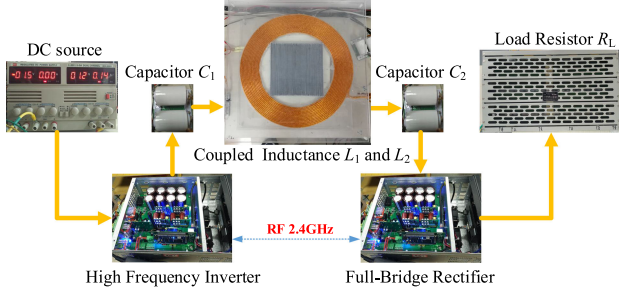 DC source
Capacitor C1
Capacitor C2
Load Resistor RL
Coupled Inductance L1 and L2
RF 2.4GHz
High Frequency Inverter
Full-Bridge Rectifier